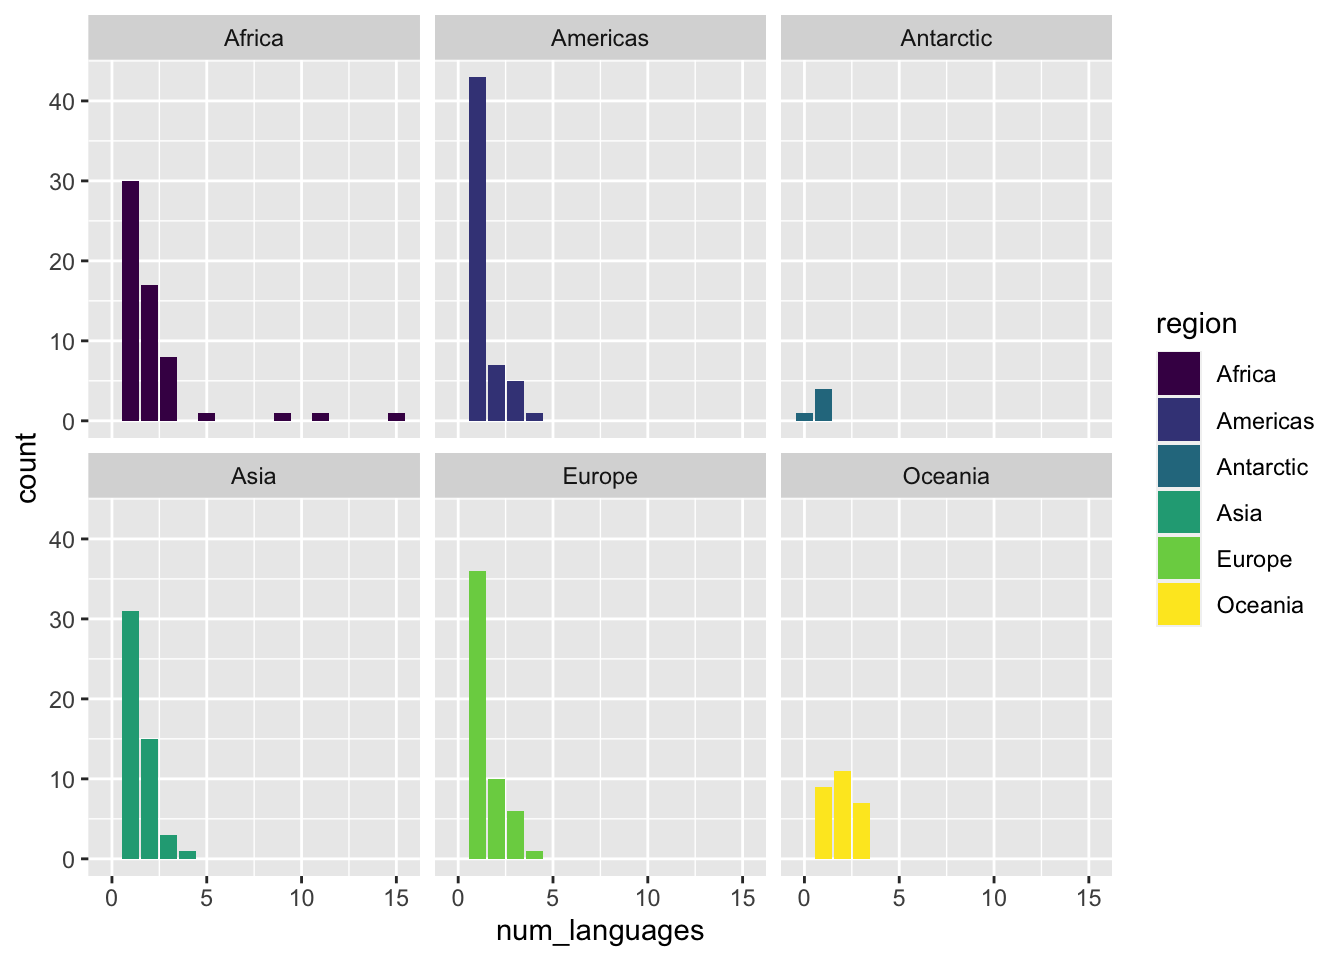 Africa Americas Antarctic
40
30
20
10
0
count
Asia Europe Oceania
40
30
20
10
0
0 5 10 15 0 5 10 15 0 5 10 15
num_languages
region
Africa
Americas
Antarctic
Asia
Europe
Oceania